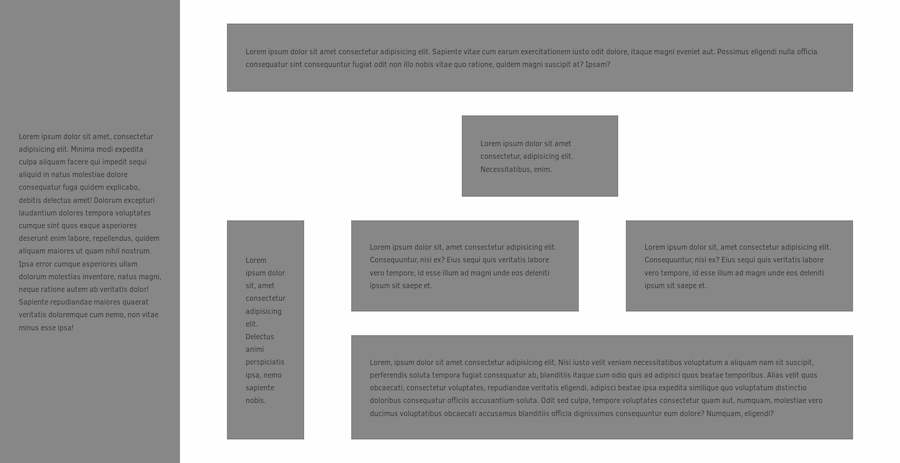 Lorem ipsum dolor sit amet, consectetur
adipisicing elit. Minima modi expedita
culpa aliquam facere qui impedit sequi
aliquid in natus molestiae dolore
consequatur fuga quidem explicabo,
debitis delectus amet! Dolorum excepturi
laudantium dolores tempora voluptates
cumque sint quos eaque asperiores
deserunt enim labore, repellendus, quidem
aliquam maiores ut quam nihil nostrum.
Ipsa error cumque asperiores ullam
dolorum molestias inventore, natus magni,
neque ratione autem ab veritatis dolor!
Sapiente repudiandae maiores quaerat
veritatis doloremque cum nemo, non vitae
minus esse ipsa!
Lorem ipsum dolor sit amet consectetur adipisicing elit. Sapiente vitae cum earum exercitationem iusto odit dolore, itaque magni eveniet aut. Possimus eligendi nulla officia
consequatur sint consequuntur fugiat odit non illo nobis vitae quo ratione, quidem magni suscipit at? Ipsam?
Lorem ipsum dolor sit amet
consectetur, adipisicing elit.
Necessitatibus, enim.
Lorem
ipsum dolor
sit, amet
consectetur
adipisicing
elit.
Delectus
animi
perspiciatis
ipsa, nemo
sapiente
nobis.
Lorem ipsum dolor sit, amet consectetur adipisicing elit.
Consequuntur, nisi ex? Eius sequi quis veritatis labore
vero tempore, id esse illum ad magni unde eos deleniti
ipsum sit saepe et.
Lorem ipsum dolor sit, amet consectetur adipisicing elit.
Consequuntur, nisi ex? Eius sequi quis veritatis labore
vero tempore, id esse illum ad magni unde eos deleniti
ipsum sit saepe et.
Lorem, ipsum dolor sit amet consectetur adipisicing elit. Nisi iusto velit veniam necessitatibus voluptatum a aliquam nam sit suscipit,
perferendis soluta tempora fugiat consequatur ab, blanditiis itaque cum odio quis ad adipisci quos beatae temporibus. Alias velit quos
obcaecati, consectetur voluptates, repudiandae veritatis eligendi, adipisci beatae ipsa expedita similique quo voluptatum distinctio
doloribus consequatur officiis accusantium soluta. Odit sed culpa, tempore voluptates consectetur quam aut, numquam, molestiae vero
ducimus voluptatibus obcaecati accusamus blanditiis officia dignissimos consequuntur eum dolore? Numquam, eligendi?